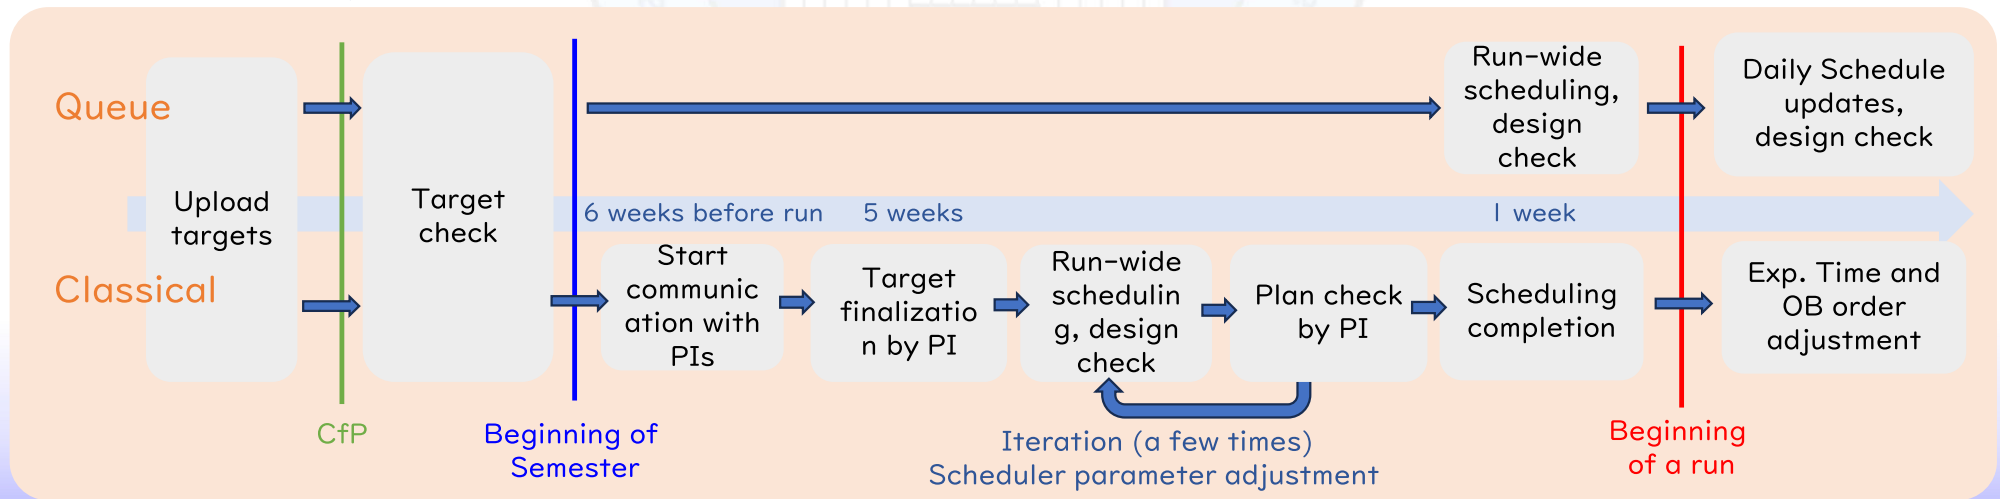 Queue
Classical
Upload
targets
CfP
Target
check
Beginning of
Semester
Run-wide
scheduling,
design
check
Daily Schedule
updates,
design check
6 weeks before run
5 weeks
1 week
Start
communic
ation with
PIs
Target
finalizatio
n by PI
Run-wide
schedulin
g, design
check
Plan check
by PI
Scheduling
completion
Exp. Time and
OB order
adjustment
Iteration (a few times)
Scheduler parameter adjustment
Beginning
of a run